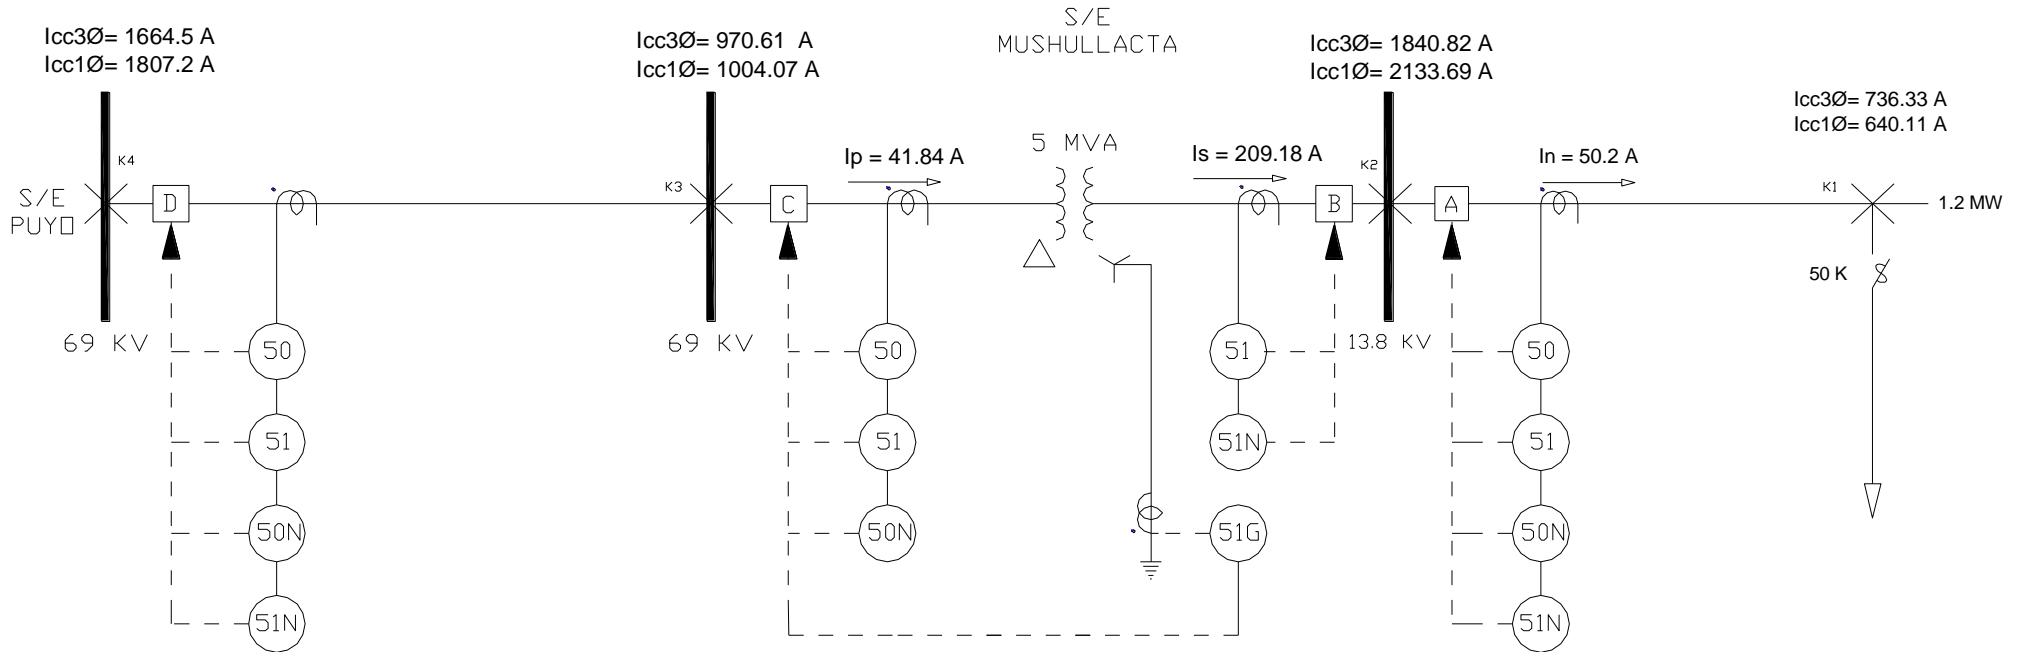 S/E
MUSHULLACTA
Icc3Ø= 1664.5 A
Icc1Ø= 1807.2 A
Icc3Ø= 970.61 A
Icc1Ø= 1004.07 A
Icc3Ø= 1840.82 A
Icc1Ø= 2133.69 A
Icc3Ø= 736.33 A
Icc1Ø= 640.11 A
5 MVA
Ip = 41.84 A
Is = 209.18 A
In = 50.2 A
K4
K3
K2
K1
S/E
PUYO
D
C
B
A
1.2 MW
50 K
69 KV
69 KV
13.8 KV
50
50
51
50
51
51
51N
51
50N
50N
51G
50N
51N
51N